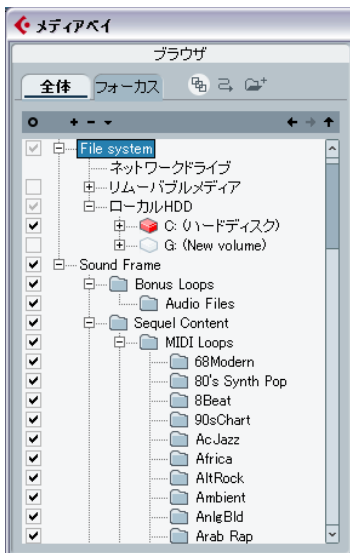 メディアベイ
ブラウザ
全体 フォーカス
File system
ネットワークドライブ
リムーバブルメディア
ローカルHDD
C: (ハードディスク)
G: (New volume)
Sound Frame
Bonus Loops
Audio Files
Sequel Content
MIDI Loops
68Modern
80's Synth Pop
8Beat
90sChart
AcJazz
Africa
AltRock
Ambient
AnlgBld
Arab Rap